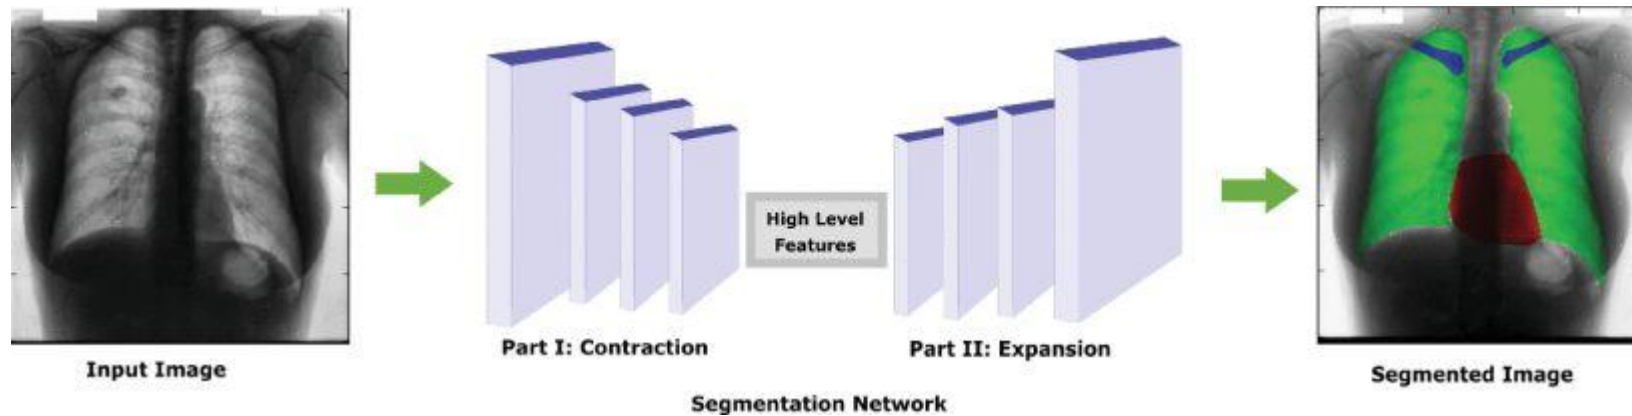 Input Image
Part I: Contraction
High Level
Features
Part II: Expansion
Segmented Image
Segmentation Network